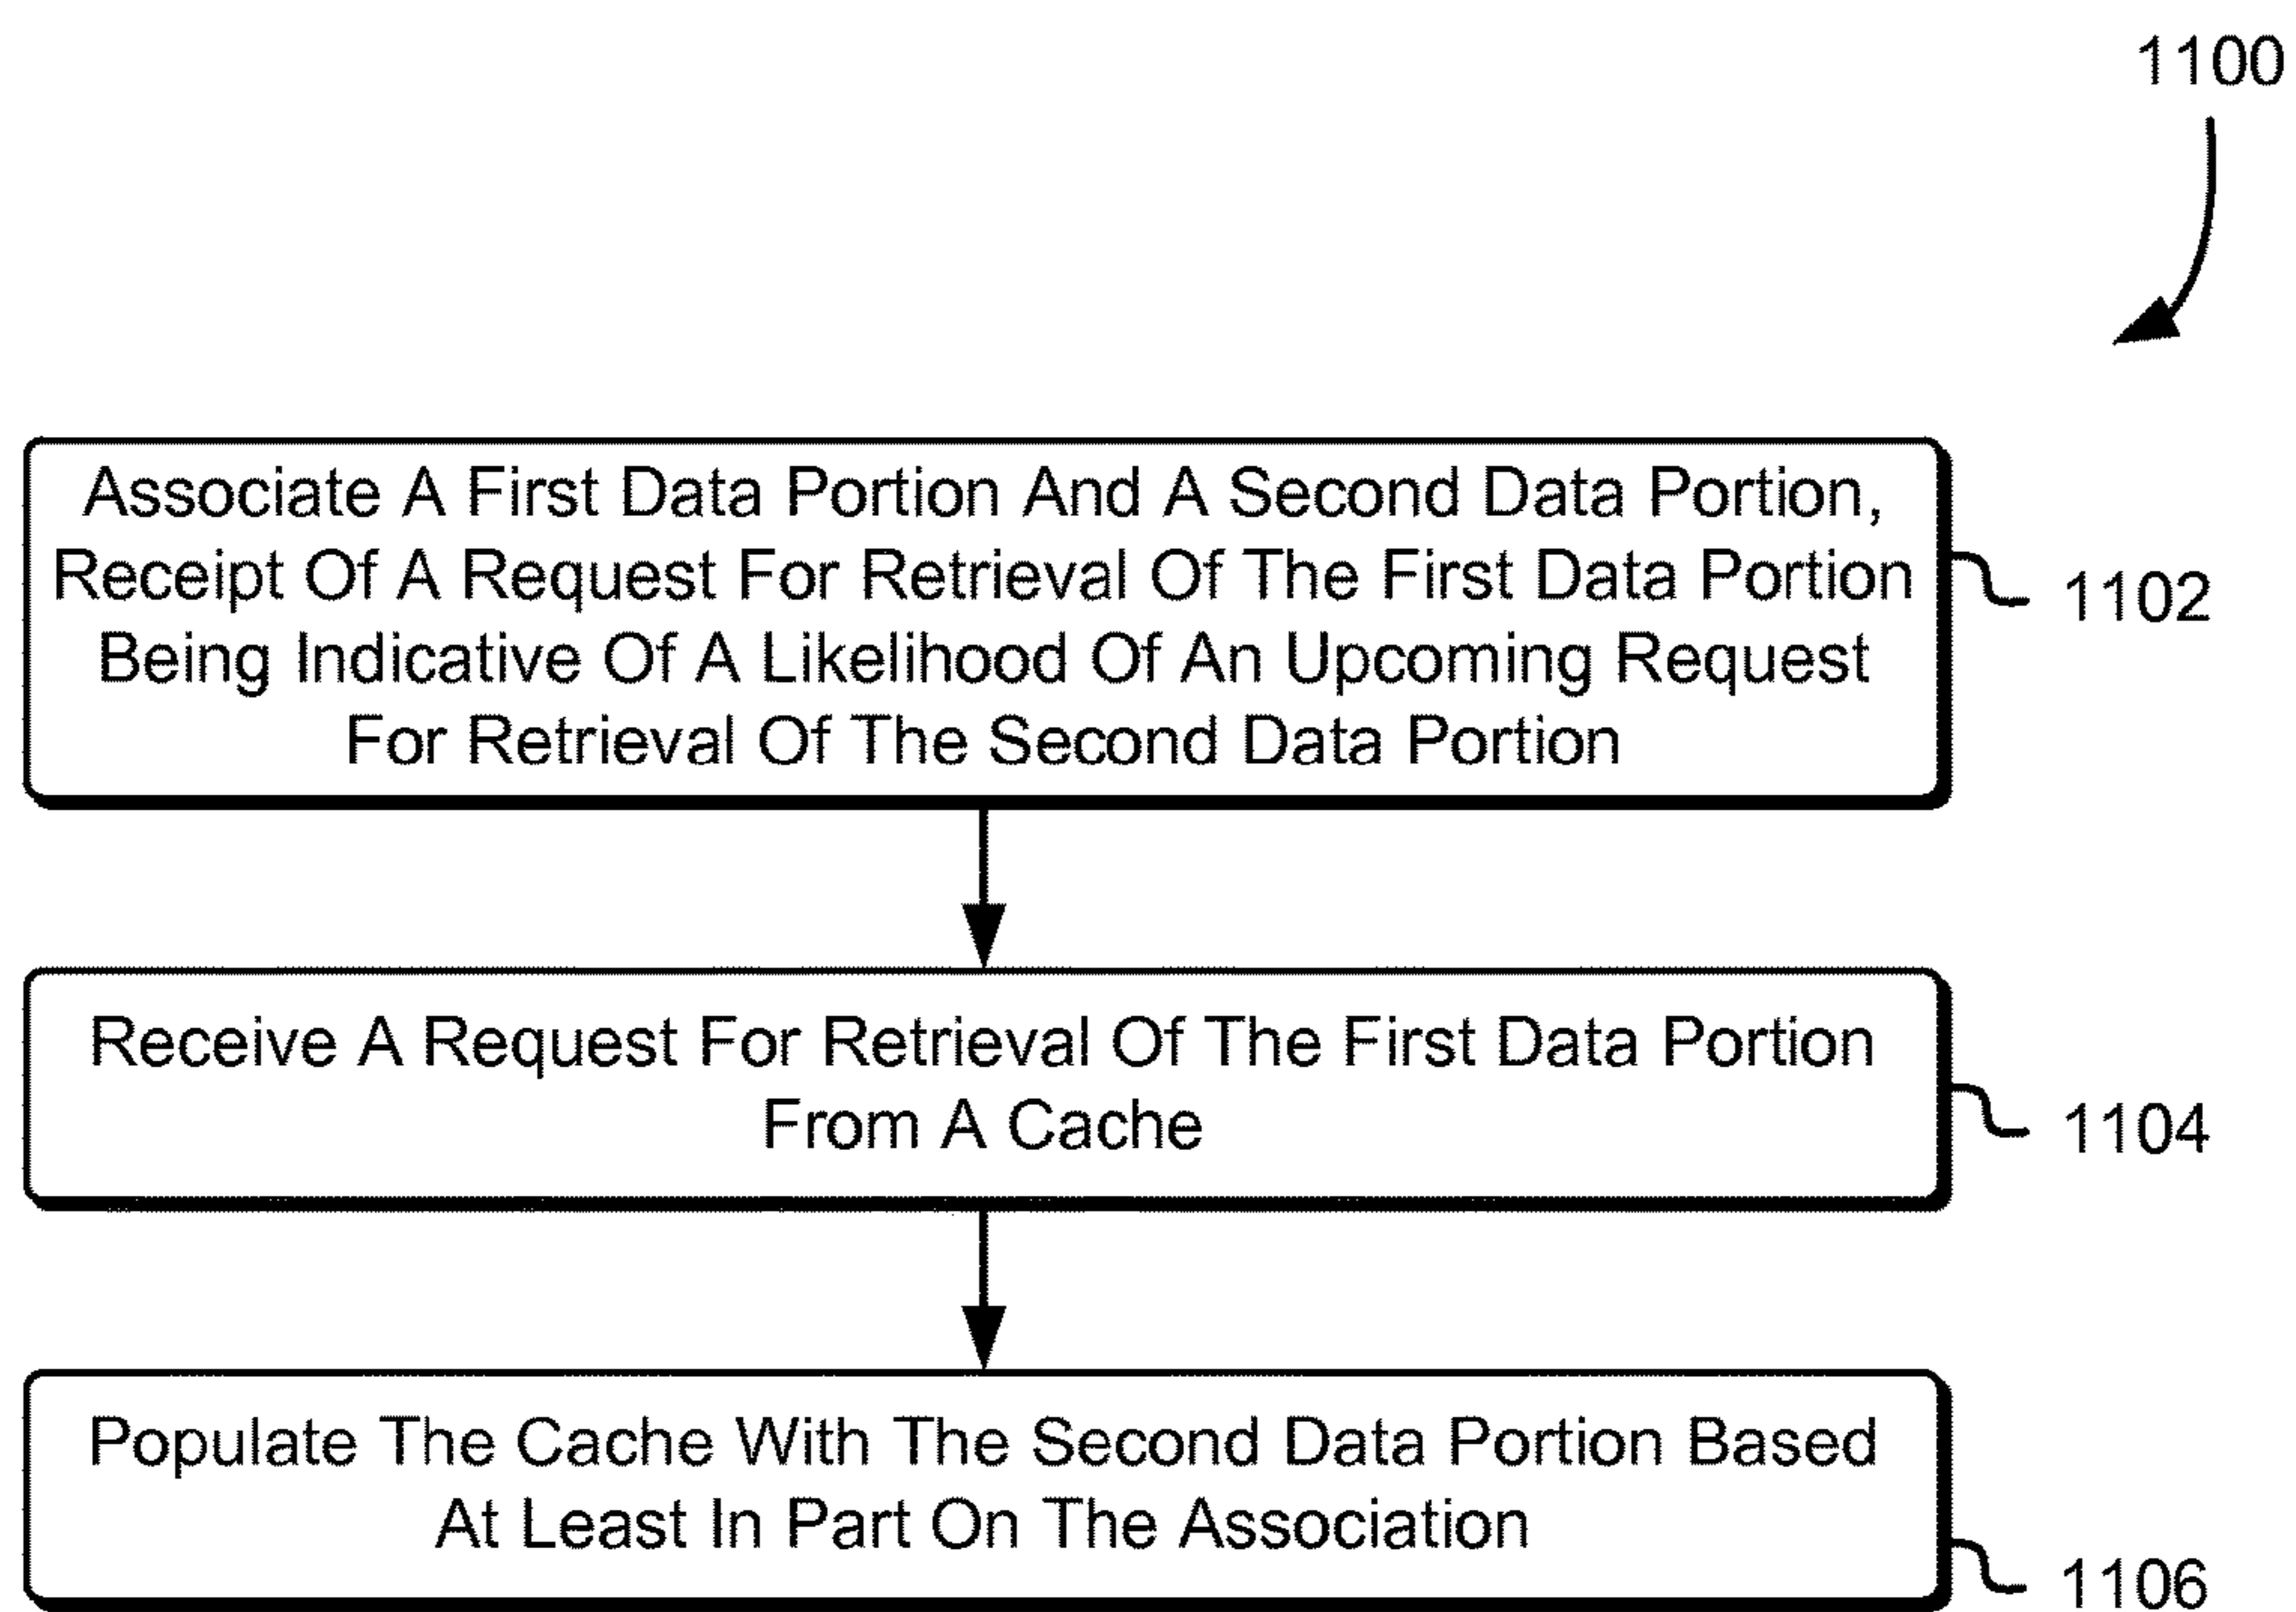 1100
Associate A First Data Portion And A Second Data Portion,
Receipt Of A Request For Retrieval Of The First Data Portion
Being Indicative Of A Likelihood Of An Upcoming Request
For Retrieval Of The Second Data Portion
1102
Receive A Request For Retrieval Of The First Data Portion
From A Cache
1104
Populate The Cache With The Second Data Portion Based
At Least In Part On The Association
1106